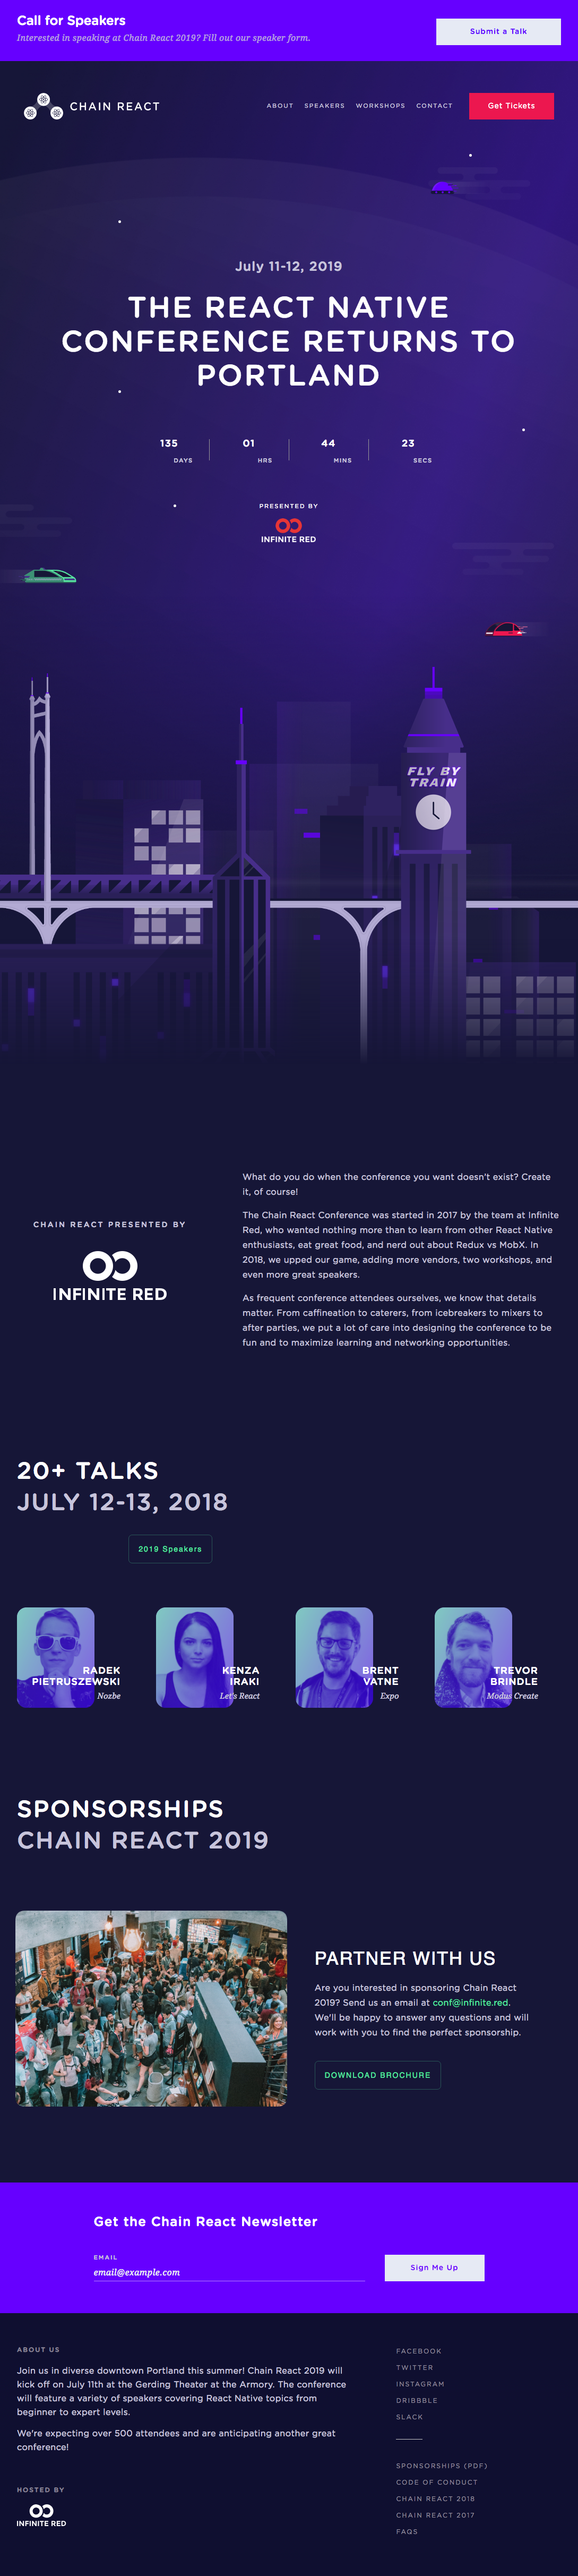 Call for Speakers
Interested in speaking at Chain React 2019? Fill out our speaker form.
Submit a Talk
CHAIN REACT
ABOUT
SPEAKERS
WORKSHOPS
CONTACT
Get Tickets
July 11-12, 2019
THE REACT NATIVE
CONFERENCE RETURNS TO
PORTLAND
135
DAYS
01
HRS
44
MINS
23
SECS
PRESENTED BY
INFINITE RED
FLY BY
TRAIN
CHAIN REACT PRESENTED BY
INFINITE RED
What do you do when the conference you want doesn't exist? Create
it, of course!
The Chain React Conference was started in 2017 by the team at Infinite
Red, who wanted nothing more than to learn from other React Native
enthusiasts, eat great food, and nerd out about Redux vs MobX. In
2018, we upped our game, adding more vendors, two workshops, and
even more great speakers.
As frequent conference attendees ourselves, we know that details
matter. From caffination to caterers, from icebreakers to mixers to
after parties, we put a lot of care into designing the conference to be
fun and to maximize learning and networking opportunities.
20+ TALKS
JULY 12-13, 2018
2019 Speakers
RADEK
PIETRUSZEWSKI
Nozbe
KENZA
IRAKI
Let's React
BRENT
VATNE
Expo
TREVOR
BRINDLE
Modus Create
SPONSORSHIPS
CHAIN REACT 2019
PARTNER WITH US
Are you interested in sponsoring Chain React
2019? Send us an email at conf@infinite.red.
We'll be happy to answer any questions and will
work with you to find the perfect sponsorship.
DOWNLOAD BROCHURE
Get the Chain React Newsletter
EMAIL
email@example.com
Sign Me Up
ABOUT US
Join us in diverse downtown Portland this summer! Chain React 2019 will
kick off on July 11th at the Gerding Theater at the Armory. The conference
will feature a variety of speakers covering React Native topics from
beginner to expert levels.
We're expecting over 500 attendees and are anticipating another great
conference!
HOSTED BY
INFINITE RED
FACEBOOK
TWITTER
INSTAGRAM
DRIBBBLE
SLACK
SPONSORSHIPS (PDF)
CODE OF CONDUCT
CHAIN REACT 2018
CHAIN REACT 2017
FAQS